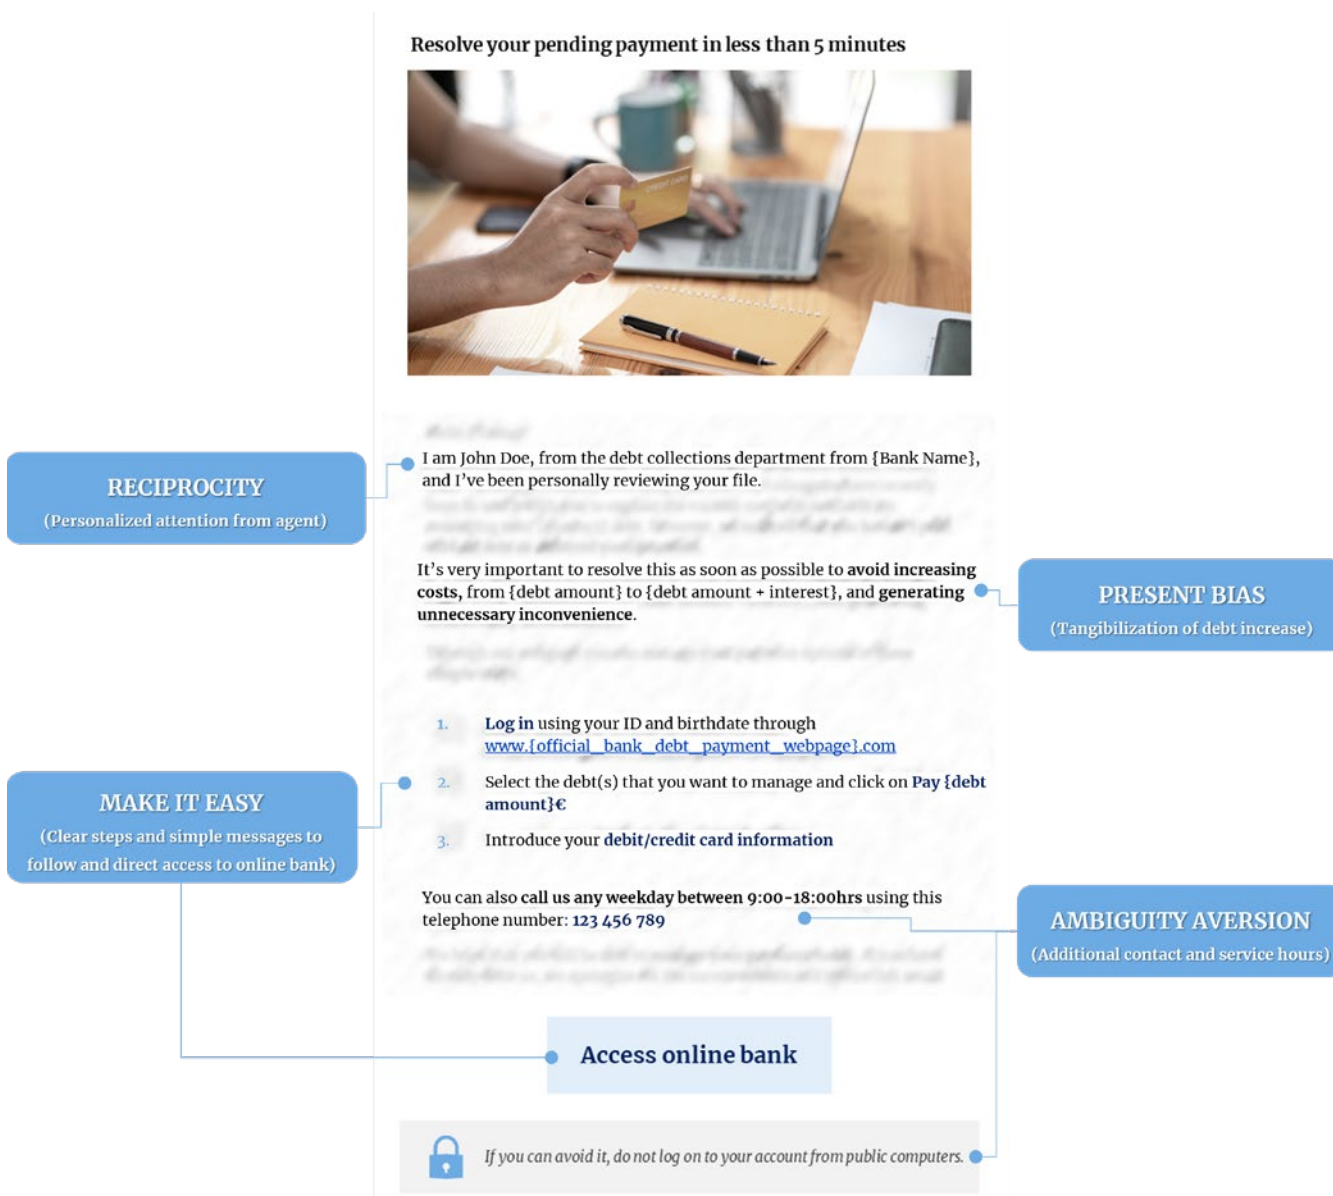 Resolve your pending payment in less than 5 minutes
CREDIT CARD
I am John Doe, from the debt collections department from {Bank Name},
and I’ve been personally reviewing your file.
RECIPROCITY
(Personalized attention from agent)
It’s very important to resolve this as soon as possible to avoid increasing
costs, from {debt amount} to {debt amount + interest}, and generating
unnecessary inconvenience.
PRESENT BIAS
(Tangibilization of debt increase)
1. Log in using your ID and birthdate through
www.{official_bank_debt_payment_webpage}.com
2. Select the debt(s) that you want to manage and click on Pay {debt
amount}€
3. Introduce your debit/credit card information
MAKE IT EASY
(Clear steps and simple messages to
follow and direct access to online bank)
You can also call us any weekday between 9:00-18:00hrs using this
telephone number: 123 456 789
AMBIGUITY AVERSION
(Additional contact and service hours)
Access online bank
If you can avoid it, do not log on to your account from public computers.